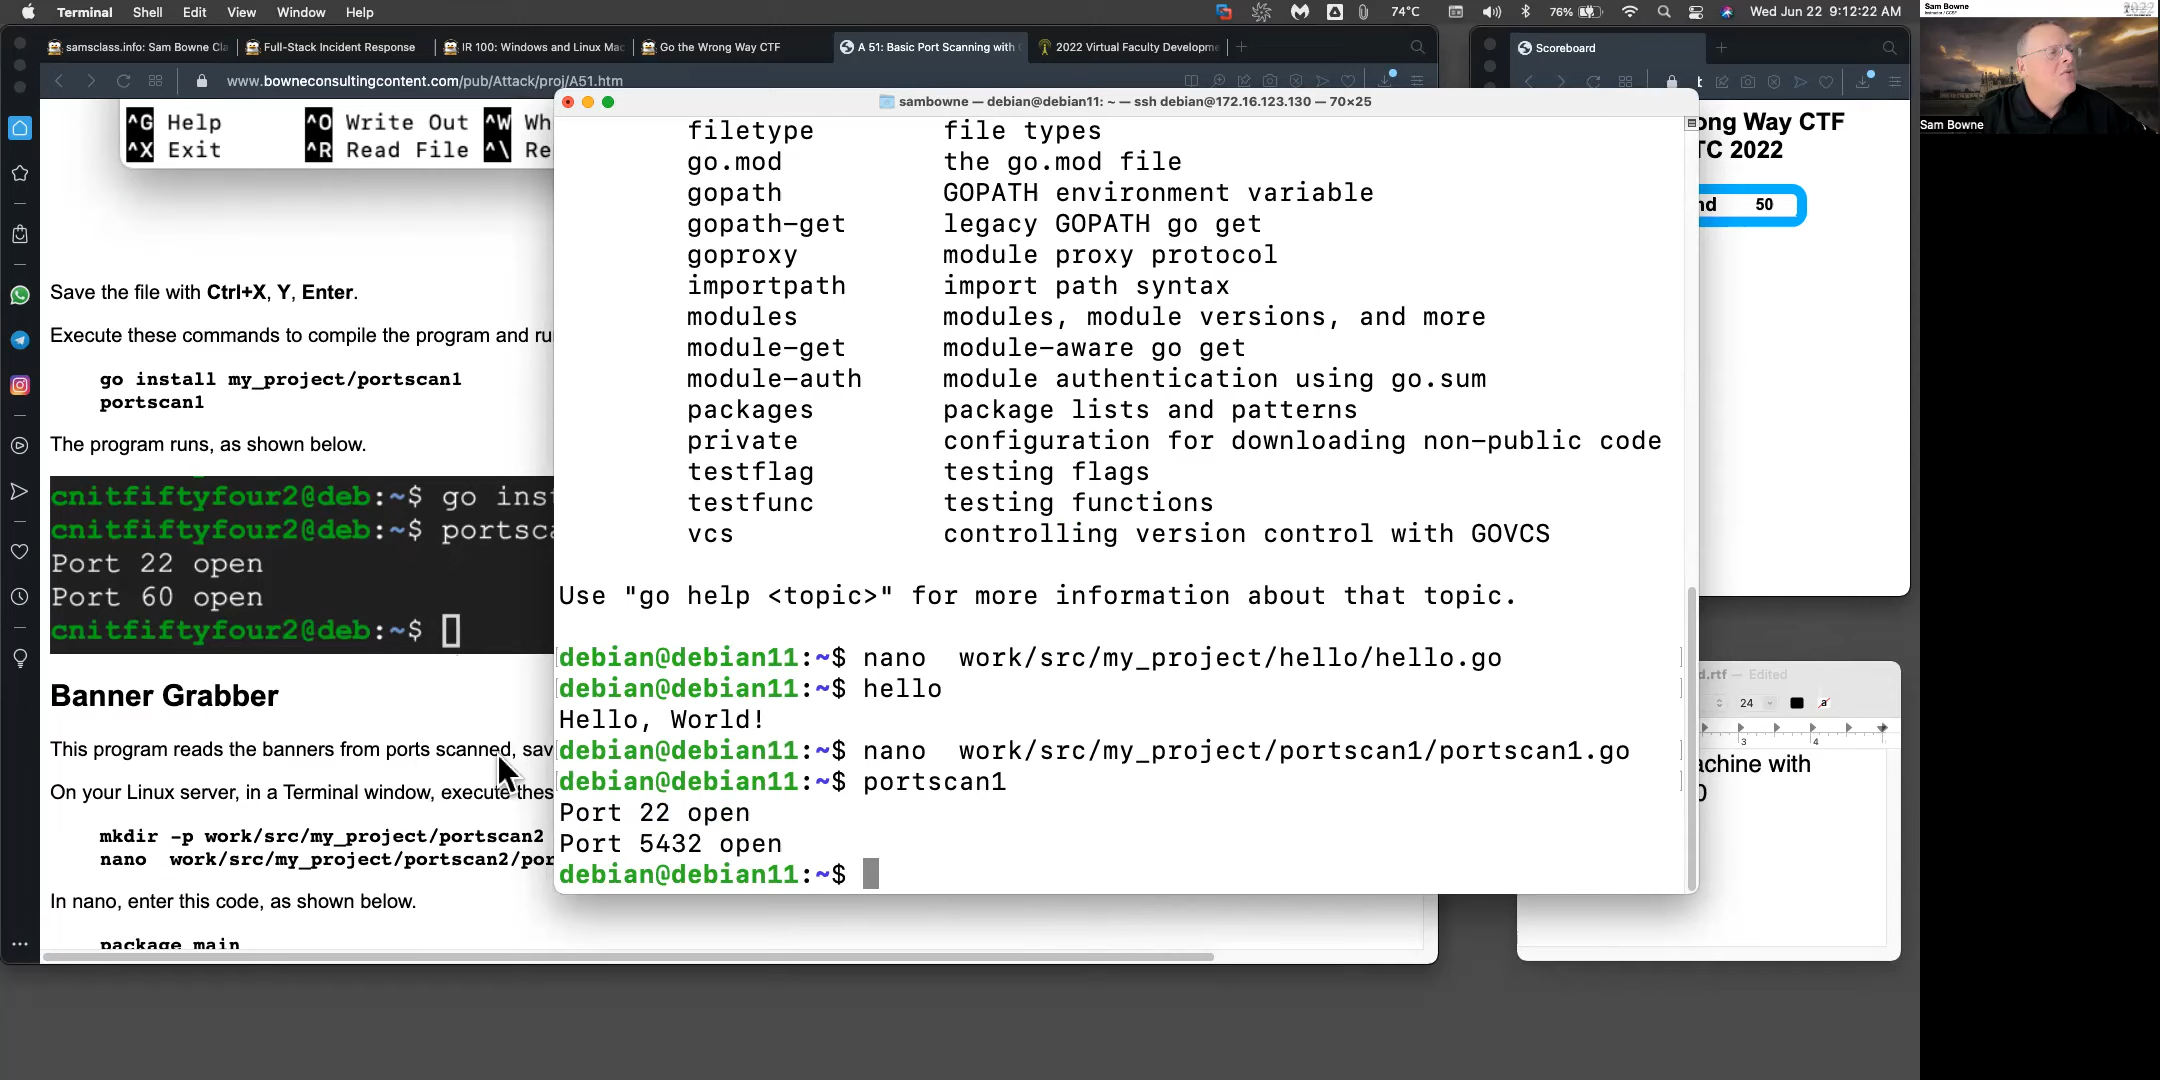 Terminal Shell Edit View Window Help 74°C 76% Wed Jun 22 9:12:22 AM
samsclass.info: Sam Bowne Cla Full-Stack Incident Response IR 100: Windows and Linux Mac Go the Wrong Way CTF A 51: Basic Port Scanning with 2022 Virtual Faculty Developme
www.bowneconsultingcontent.com/pub/Attack/proj/A51.htm
^G Help ^O Write Out ^W Wh
^X Exit ^R Read File ^\ Re
Save the file with Ctrl+X, Y, Enter.
Execute these commands to compile the program and ru
go install my_project/portscan1
portscan1
The program runs, as shown below.
cnitfiftyfour2@deb:~$ go inst
cnitfiftyfour2@deb:~$ portsca
Port 22 open
Port 60 open
cnitfiftyfour2@deb:~$
Banner Grabber
This program reads the banners from ports scanned, sav
On your Linux server, in a Terminal window, execute thes
mkdir -p work/src/my_project/portscan2
nano  work/src/my_project/portscan2/por
In nano, enter this code, as shown below.
package main
sambowne — debian@debian11: ~ — ssh debian@172.16.123.130 — 70×25
filetype file types
go.mod the go.mod file
gopath GOPATH environment variable
gopath-get legacy GOPATH go get
goproxy module proxy protocol
importpath import path syntax
modules modules, module versions, and more
module-get module-aware go get
module-auth module authentication using go.sum
packages package lists and patterns
private configuration for downloading non-public code
testflag testing flags
testfunc testing functions
vcs controlling version control with GOVCS
Use "go help <topic>" for more information about that topic.
debian@debian11:~$ nano  work/src/my_project/hello/hello.go
debian@debian11:~$ hello
Hello, World!
debian@debian11:~$ nano  work/src/my_project/portscan1/portscan1.go
debian@debian11:~$ portscan1
Port 22 open
Port 5432 open
debian@debian11:~$
Scoreboard
ong Way CTF
TC 2022
nd 50
d.rtf — Edited
24 a
3 4
achine with
0
Sam Bowne
2022
Sam Bowne